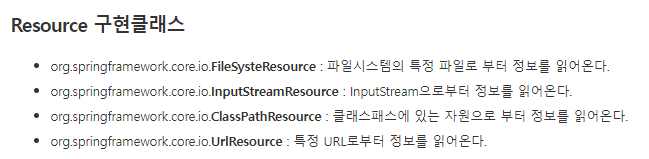 Resource 구현클래스
org.springframework.core.io.FileSysteResource : 파일시스템의 특정 파일로 부터 정보를 읽어온다.
org.springframework.core.io.InputStreamResource : InputStream으로부터 정보를 읽어온다.
org.springframework.core.io.ClassPathResource : 클래스패스에 있는 자원으로 부터 정보를 읽어온다.
org.springframework.core.io.UrlResource : 특정 URL로부터 정보를 읽어온다.